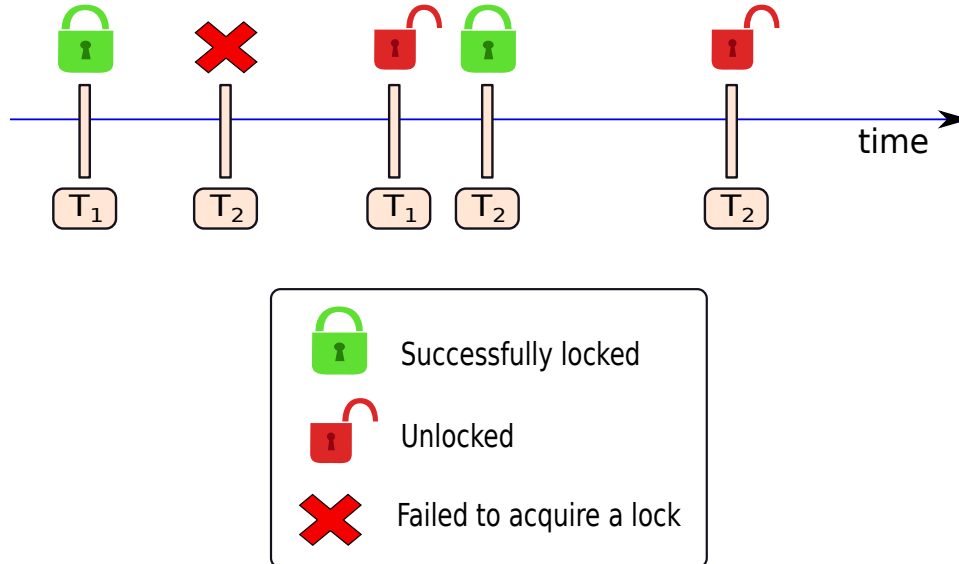 time
T₁
T₂
T₁
T₂
T₂
Successfully locked
Unlocked
Failed to acquire a lock